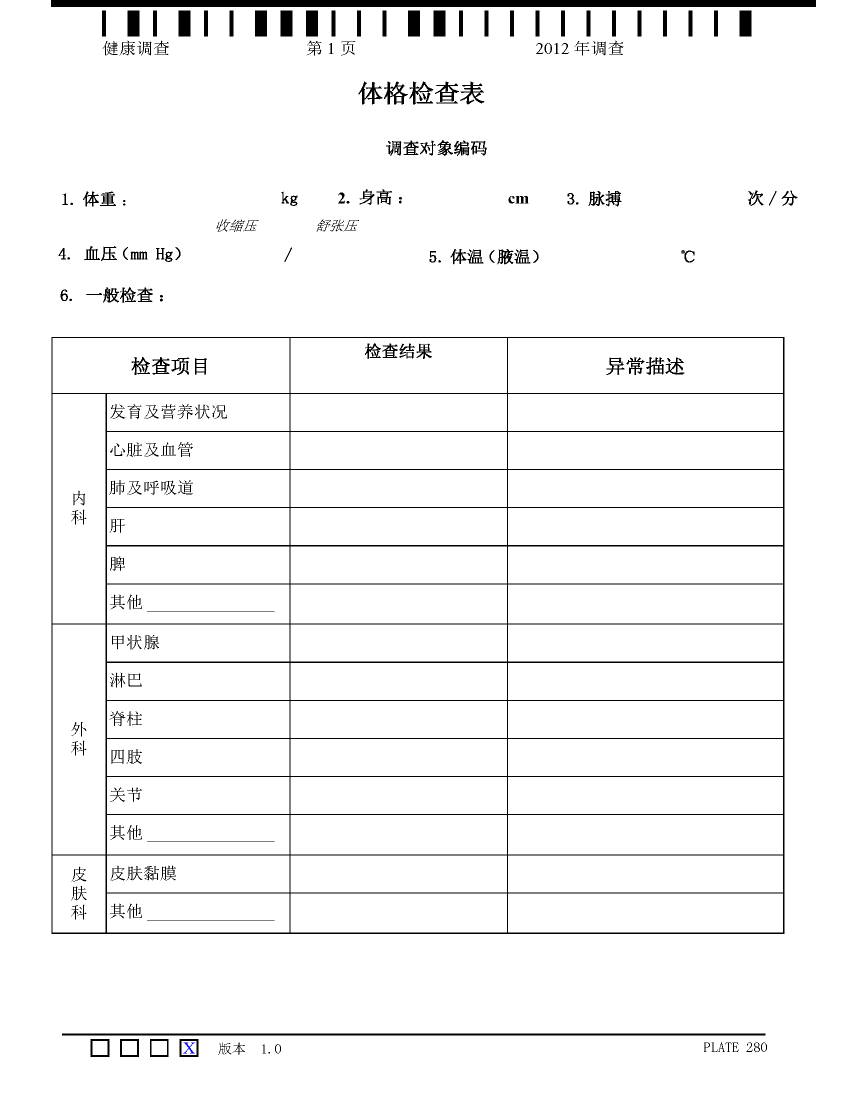 健康调查 第 1 页 2012 年调查
体格检查表
调查对象编码
1. 体重： kg 2. 身高： cm 3. 脉搏 次 / 分
收缩压 舒张压
4. 血压（mm Hg） / 5. 体温（腋温） ℃
6. 一般检查：
检查项目 检查结果 异常描述
内科
发育及营养状况
心脏及血管
肺及呼吸道
肝
脾
其他 _______________
外科
甲状腺
淋巴
脊柱
四肢
关节
其他 _______________
皮肤科
皮肤黏膜
其他 _______________
X 版本 1.0 PLATE 280